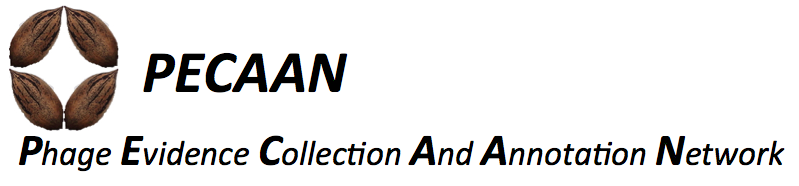 PECAAN
Phage Evidence Collection And Annotation Network